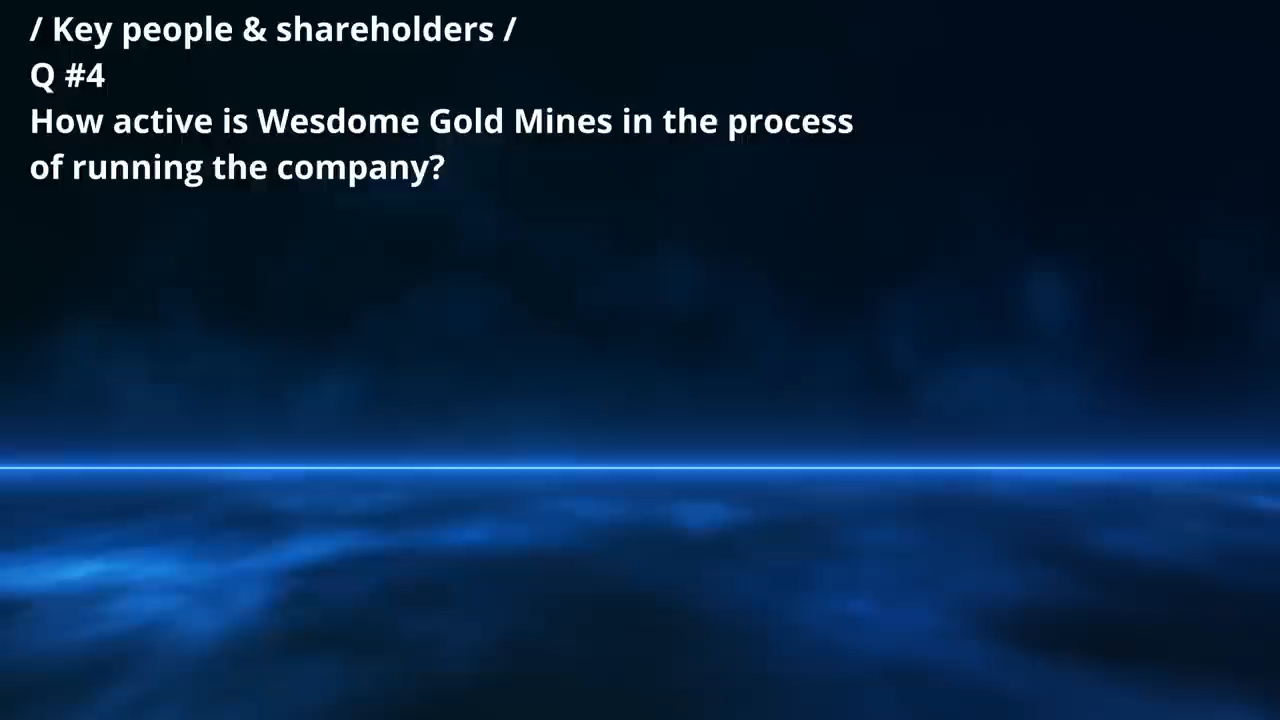 / Key people & shareholders /
Q #4
How active is Wesdome Gold Mines in the process
of running the company?